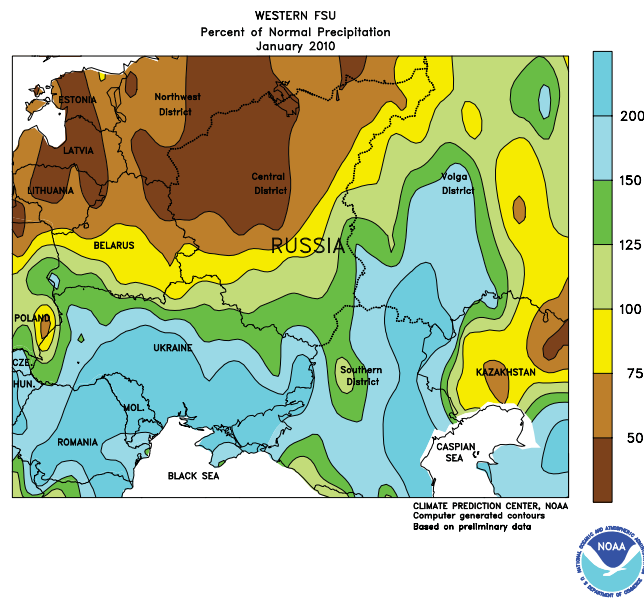 WESTERN FSU
Percent of Normal Precipitation
January 2010
ESTONIA
Northwest
District
LATVIA
LITHUANIA
Central
District
Volga
District
BELARUS
RUSSIA
POLAND
UKRAINE
CZE.
HUN.
Southern
District
KAZAKHSTAN
MOL.
ROMANIA
CASPIAN
SEA
BLACK SEA
200
150
125
100
75
50
CLIMATE PREDICTION CENTER, NOAA
Computer generated contours
Based on preliminary data
NOAA